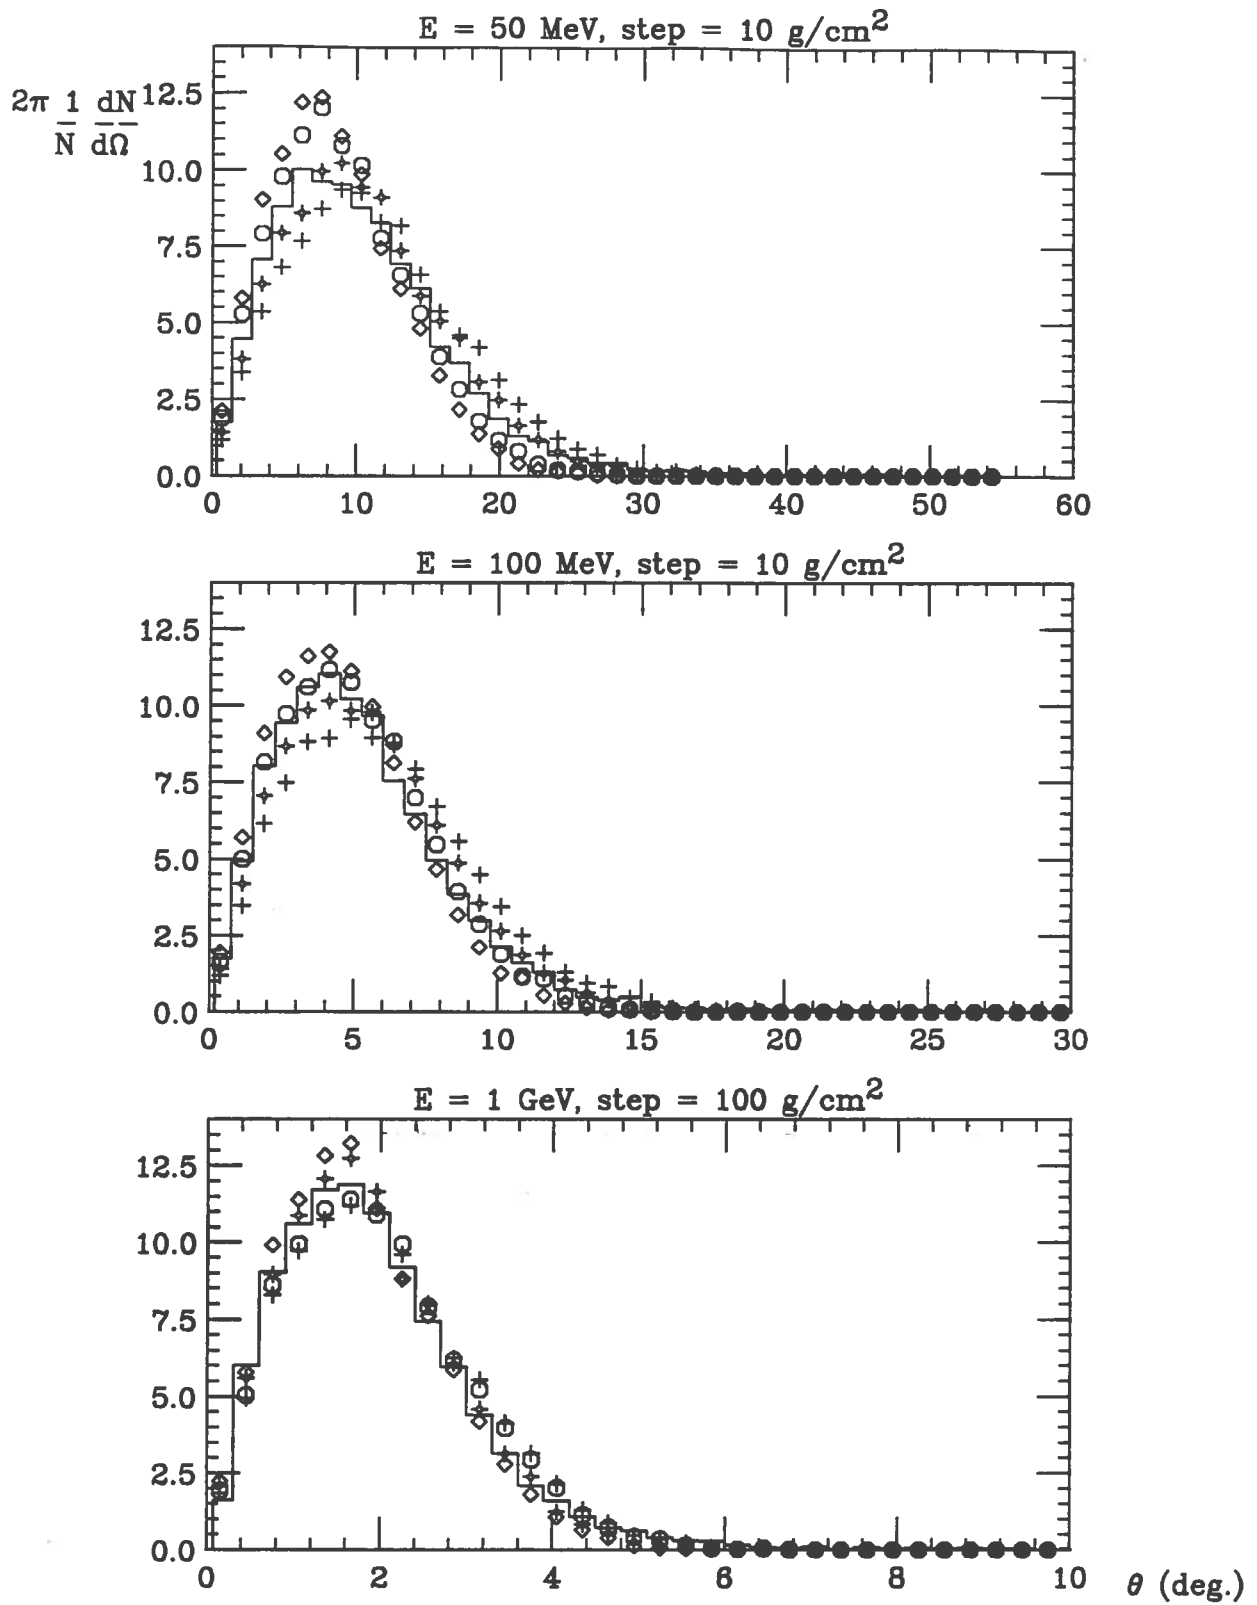 E = 50 MeV, step = 10 g/cm²
2π 1 dN
N dΩ
12.5
10.0
7.5
5.0
2.5
0.0
0 10 20 30 40 50 60
E = 100 MeV, step = 10 g/cm²
12.5
10.0
7.5
5.0
2.5
0.0
0 5 10 15 20 25 30
E = 1 GeV, step = 100 g/cm²
12.5
10.0
7.5
5.0
2.5
0.0
0 2 4 6 8 10 θ (deg.)